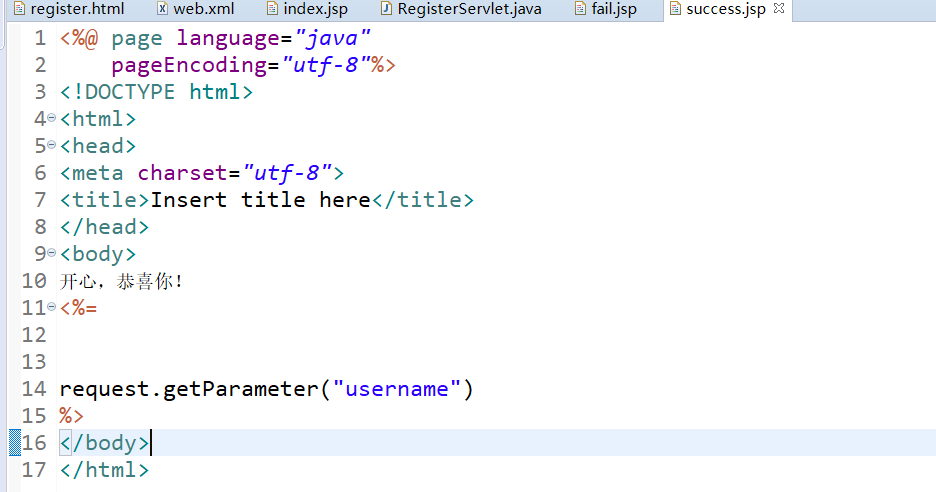 register.html web.xml index.jsp RegisterServlet.java fail.jsp success.jsp
1 <%@ page language="java"
2     pageEncoding="utf-8"%>
3 <!DOCTYPE html>
4 <html>
5 <head>
6 <meta charset="utf-8">
7 <title>Insert title here</title>
8 </head>
9 <body>
10 开心，恭喜你!
11 <%=
12
13
14 request.getParameter("username")
15 %>
16 </body>
17 </html>